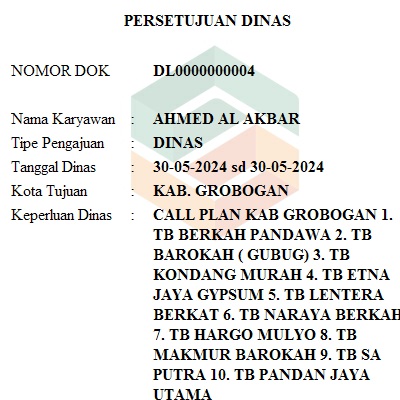 PERSETUJUAN DINAS
NOMOR DOK DL0000000004
Nama Karyawan : AHMED AL AKBAR
Tipe Pengajuan : DINAS
Tanggal Dinas : 30-05-2024 sd 30-05-2024
Kota Tujuan : KAB. GROBOGAN
Keperluan Dinas : CALL PLAN KAB GROBOGAN 1.
TB BERKAH PANDAWA 2. TB
BAROKAH ( GUBUG) 3. TB
KONDANG MURAH 4. TB ETNA
JAYA GYPSUM 5. TB LENTERA
BERKAT 6. TB NARAYA BERKAH
7. TB HARGO MULYO 8. TB
MAKMUR BAROKAH 9. TB SA
PUTRA 10. TB PANDAN JAYA
UTAMA